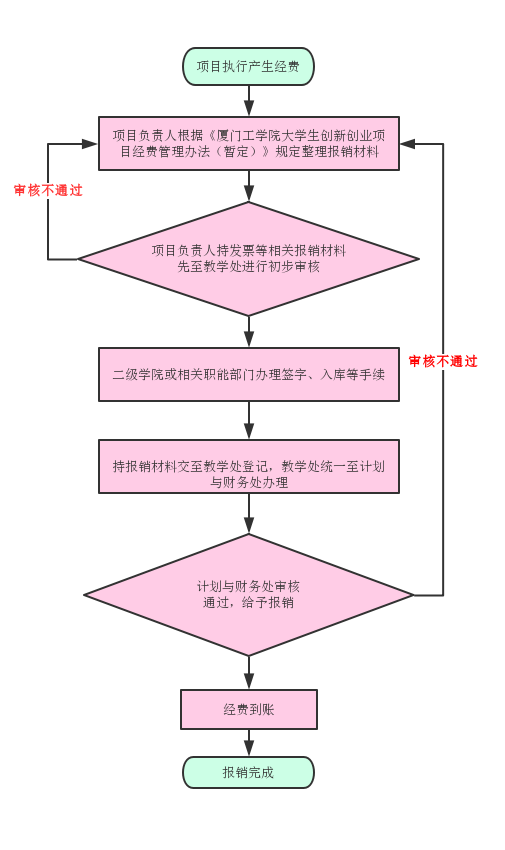 项目执行产生经费
项目负责人根据《厦门工学院大学生创新创业项
目经费管理办法（暂定）》规定整理报销材料
审核不通过
项目负责人持发票等相关报销材料
先至教学处进行初步审核
审核不通过
二级学院或相关职能部门办理签字、入库等手续
持报销材料交至教学处登记，教学处统一至计划
与财务处办理
计划与财务处审核
通过，给予报销
经费到账
报销完成